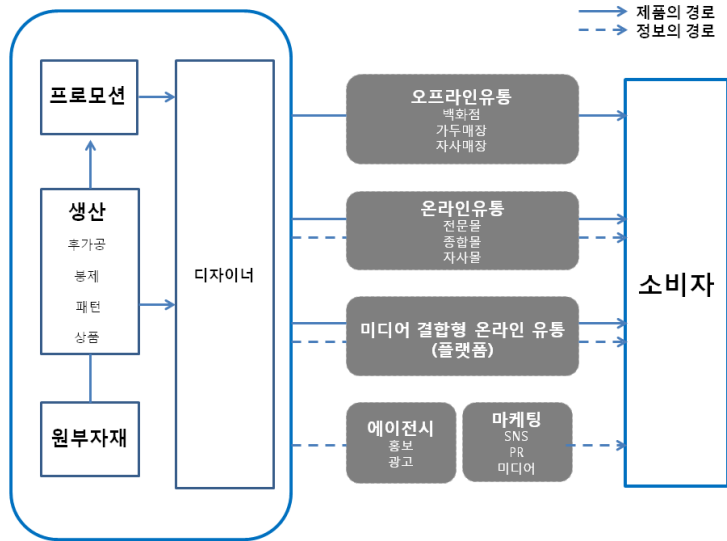 제품의 경로
정보의 경로
프로모션
생산
후가공
봉제
패턴
상품
원부자재
디자이너
오프라인유통
백화점
가두매장
자사매장
온라인유통
전문몰
종합몰
자사몰
미디어 결합형 온라인 유통
(플랫폼)
에이전시
홍보
광고
마케팅
SNS
PR
미디어
소비자